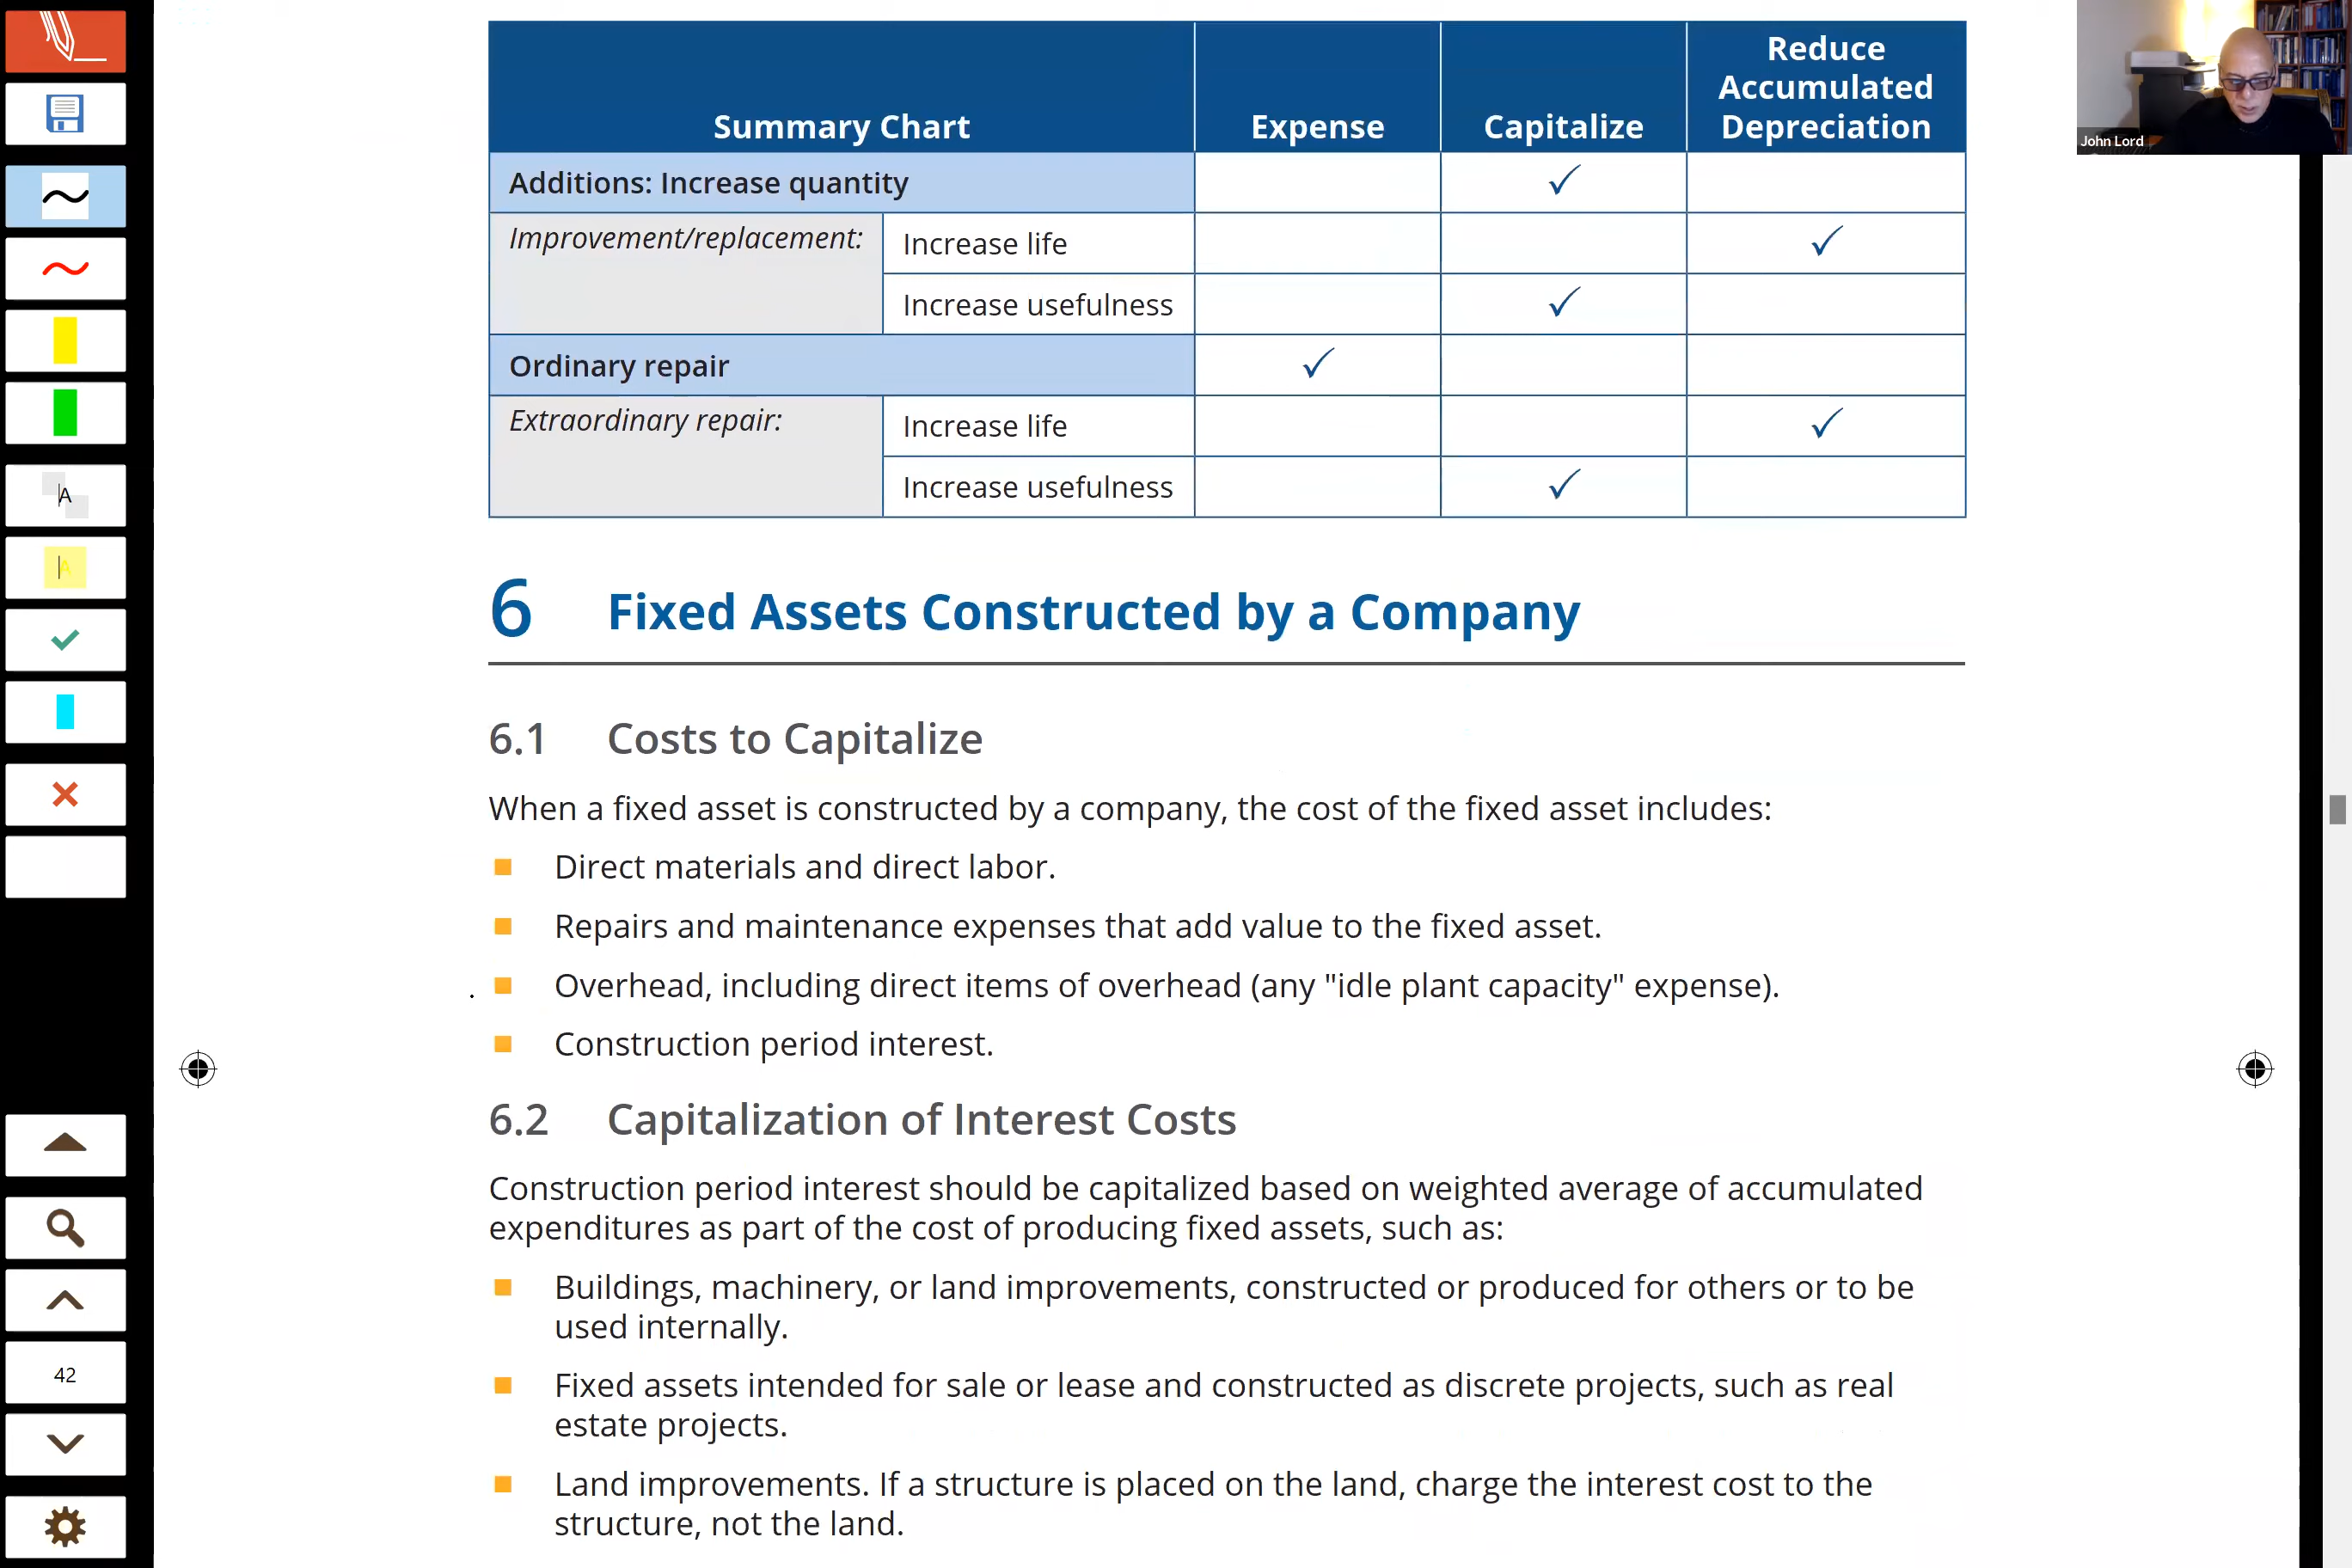 Summary Chart Expense Capitalize Reduce Accumulated Depreciation
Additions: Increase quantity ✓
Improvement/replacement: Increase life ✓
Increase usefulness ✓
Ordinary repair ✓
Extraordinary repair: Increase life ✓
Increase usefulness ✓
John Lord
6 Fixed Assets Constructed by a Company
6.1 Costs to Capitalize
When a fixed asset is constructed by a company, the cost of the fixed asset includes:
Direct materials and direct labor.
Repairs and maintenance expenses that add value to the fixed asset.
Overhead, including direct items of overhead (any "idle plant capacity" expense).
Construction period interest.
6.2 Capitalization of Interest Costs
Construction period interest should be capitalized based on weighted average of accumulated
expenditures as part of the cost of producing fixed assets, such as:
Buildings, machinery, or land improvements, constructed or produced for others or to be
used internally.
Fixed assets intended for sale or lease and constructed as discrete projects, such as real
estate projects.
Land improvements. If a structure is placed on the land, charge the interest cost to the
structure, not the land.
A
A
42